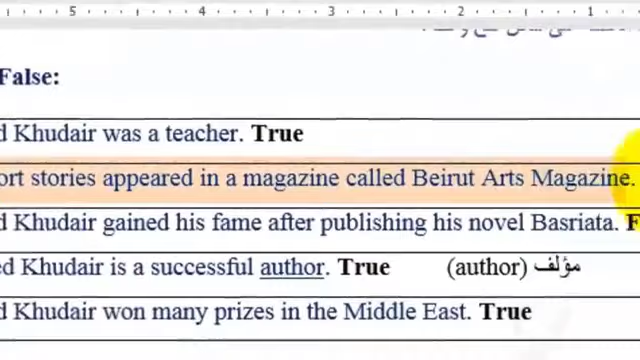 5 4 3 2 1
False:
d Khudair was a teacher. True
ort stories appeared in a magazine called Beirut Arts Magazine.
d Khudair gained his fame after publishing his novel Basriata. F
ed Khudair is a successful author. True (author) مؤلف
d Khudair won many prizes in the Middle East. True